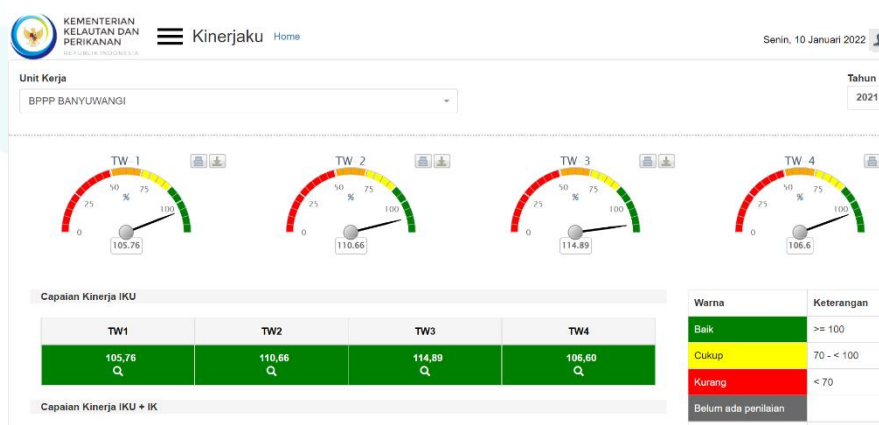 KEMENTERIAN
KELAUTAN DAN
PERIKANAN
REPUBLIK INDONESIA
Kinerjaku Home
Senin, 10 Januari 2022
Unit Kerja
Tahun
BPPP BANYUWANGI
2021
TW 1
0 25 50 75 100
%
105.76
TW 2
0 25 50 75 100
%
110.66
TW 3
0 25 50 75 100
%
114.89
TW 4
0 25 50 75 100
%
106.6
Capaian Kinerja IKU
TW1 TW2 TW3 TW4
105,76 110,66 114,89 106,60
Capaian Kinerja IKU + IK
Warna Keterangan
Baik >= 100
Cukup 70 - < 100
Kurang < 70
Belum ada penilaian